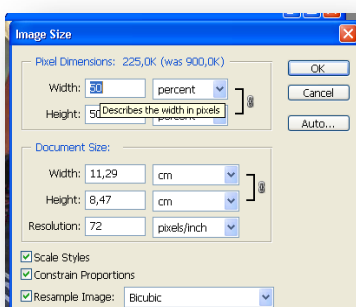 Image Size
Pixel Dimensions: 225,0K (was 900,0K)
OK
Width: 50 percent
Cancel
Describes the width in pixels
Height: 50 percent
Auto...
Document Size:
Width: 11,29 cm
Height: 8,47 cm
Resolution: 72 pixels/inch
Scale Styles
Constrain Proportions
Resample Image: Bicubic